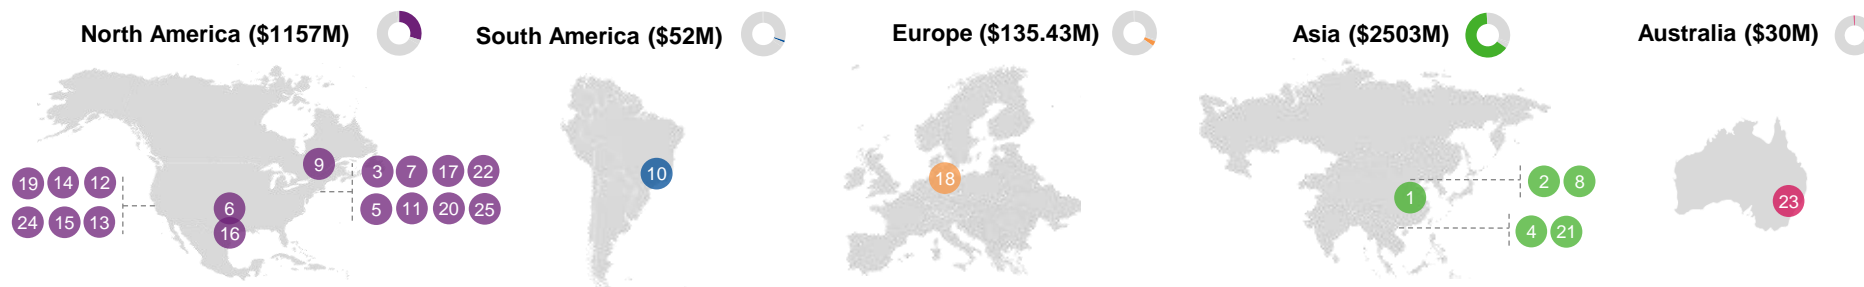 North America ($1157M)
South America ($52M)
Europe ($135.43M)
Asia ($2503M)
Australia ($30M)
19 14 12
24 15 13
9
6
16
3 7 17 22
5 11 20 25
10
18
1
2 8
4 21
23